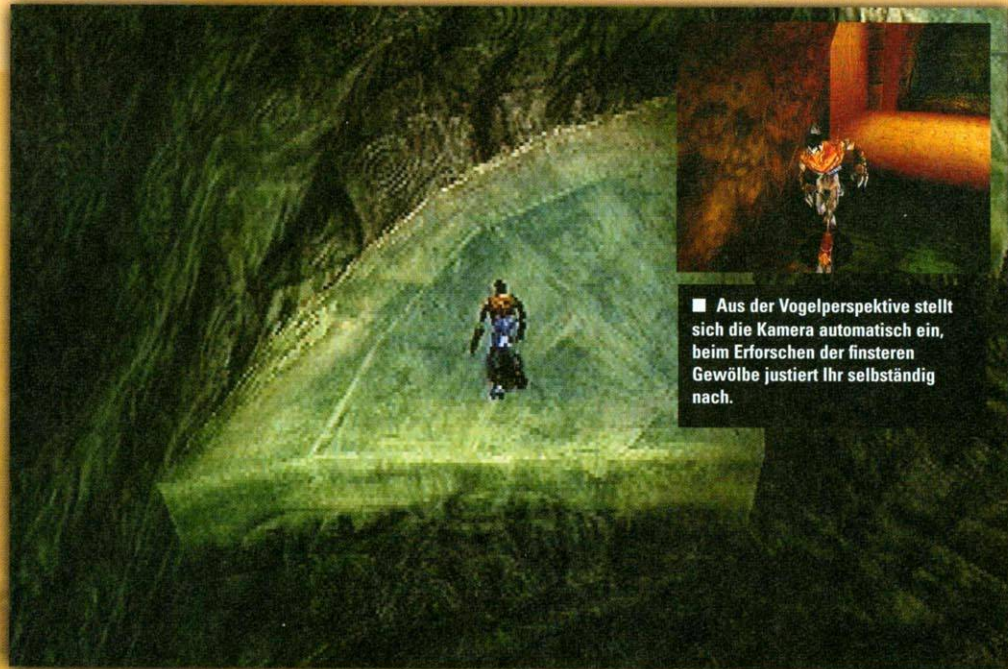 ■ Aus der Vogelperspektive stellt
sich die Kamera automatisch ein,
beim Erforschen der finsteren
Gewölbe justiert Ihr selbständig
nach.